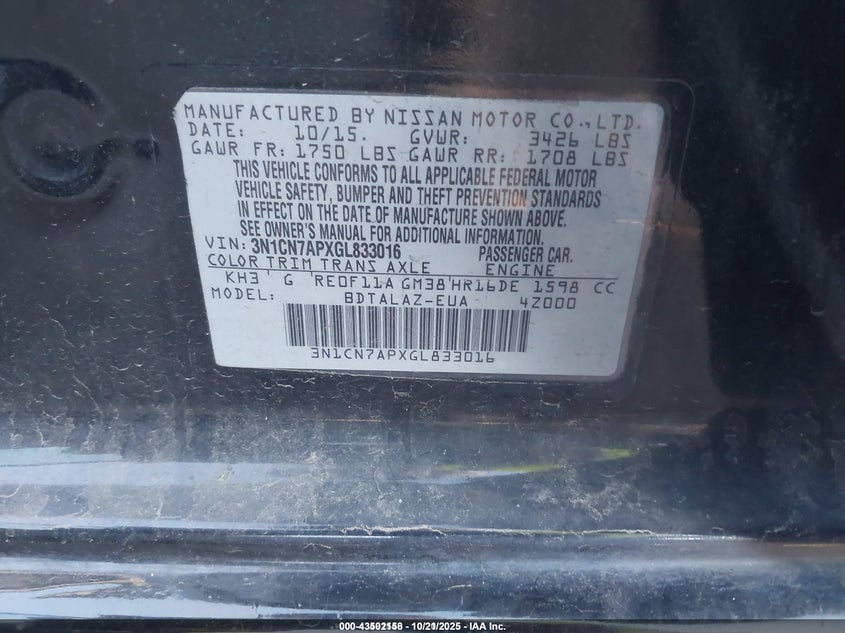 MANUFACTURED BY NISSAN MOTOR CO.,LTD.
DATE: 10/15. GVWR: 3426 LBS
GAWR FR: 1750 LBS GAWR RR: 1708 LBS
THIS VEHICLE CONFORMS TO ALL APPLICABLE FEDERAL MOTOR
VEHICLE SAFETY, BUMPER AND THEFT PREVENTION STANDARDS
IN EFFECT ON THE DATE OF MANUFACTURE SHOWN ABOVE.
SEE OWNER'S MANUAL FOR ADDITIONAL INFORMATION.
VIN: 3N1CN7APXGL833016 PASSENGER CAR.
COLOR TRIM TRANS AXLE ENGINE
KH3' G 'RE0F11A GM38'HR16DE 1598 CC
MODEL: BDTALAZ-EUA 4Z000
3N1CN7APXGL833016
000-43502158 - 10/21/2025 - IAA Inc.